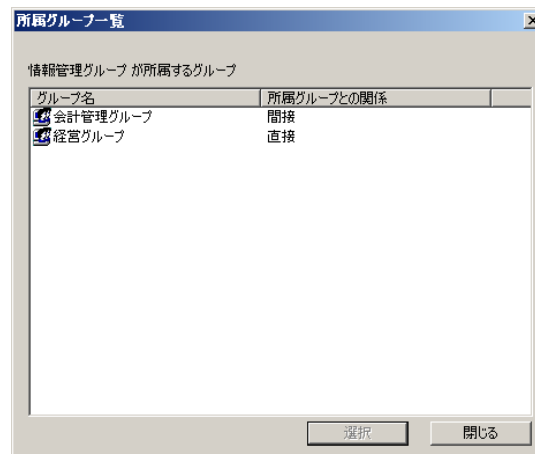 所属グループ一覧
情報管理グループ が所属するグループ
グループ名 所属グループとの関係
会計管理グループ 間接
経営グループ 直接
選択 閉じる